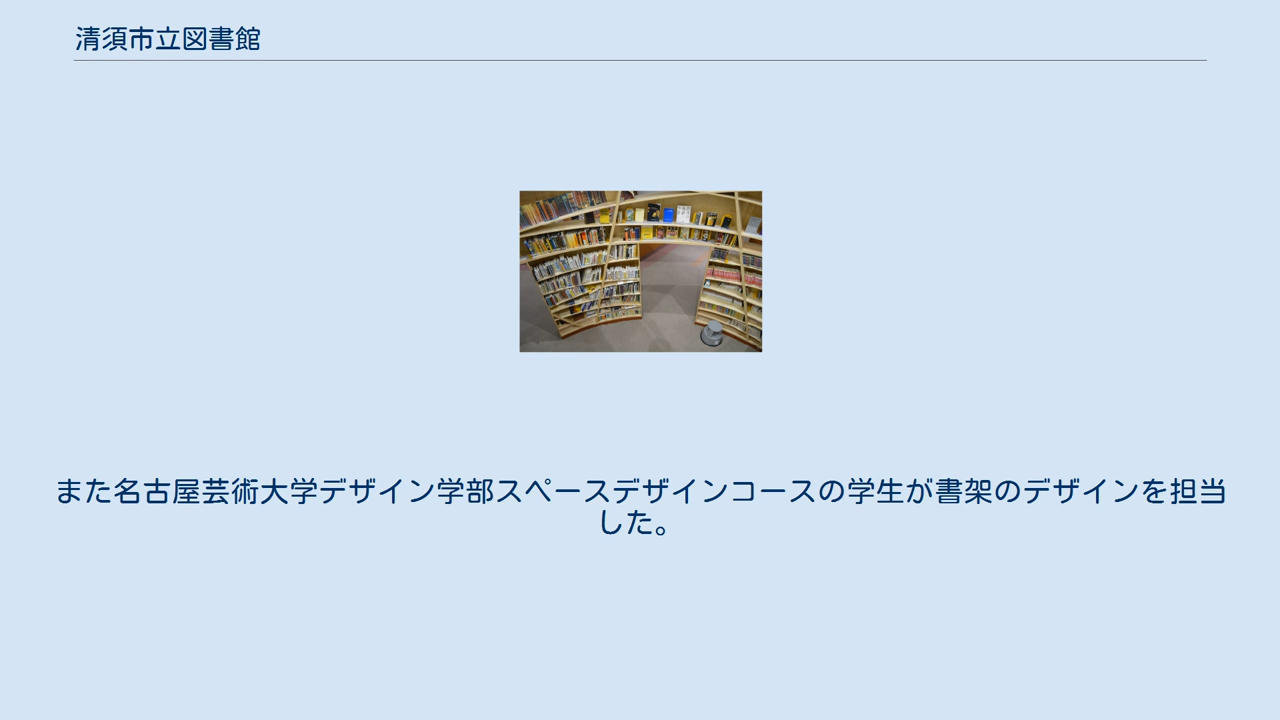 清須市立図書館
また名古屋芸術大学デザイン学部スペースデザインコースの学生が書架のデザインを担当
した。